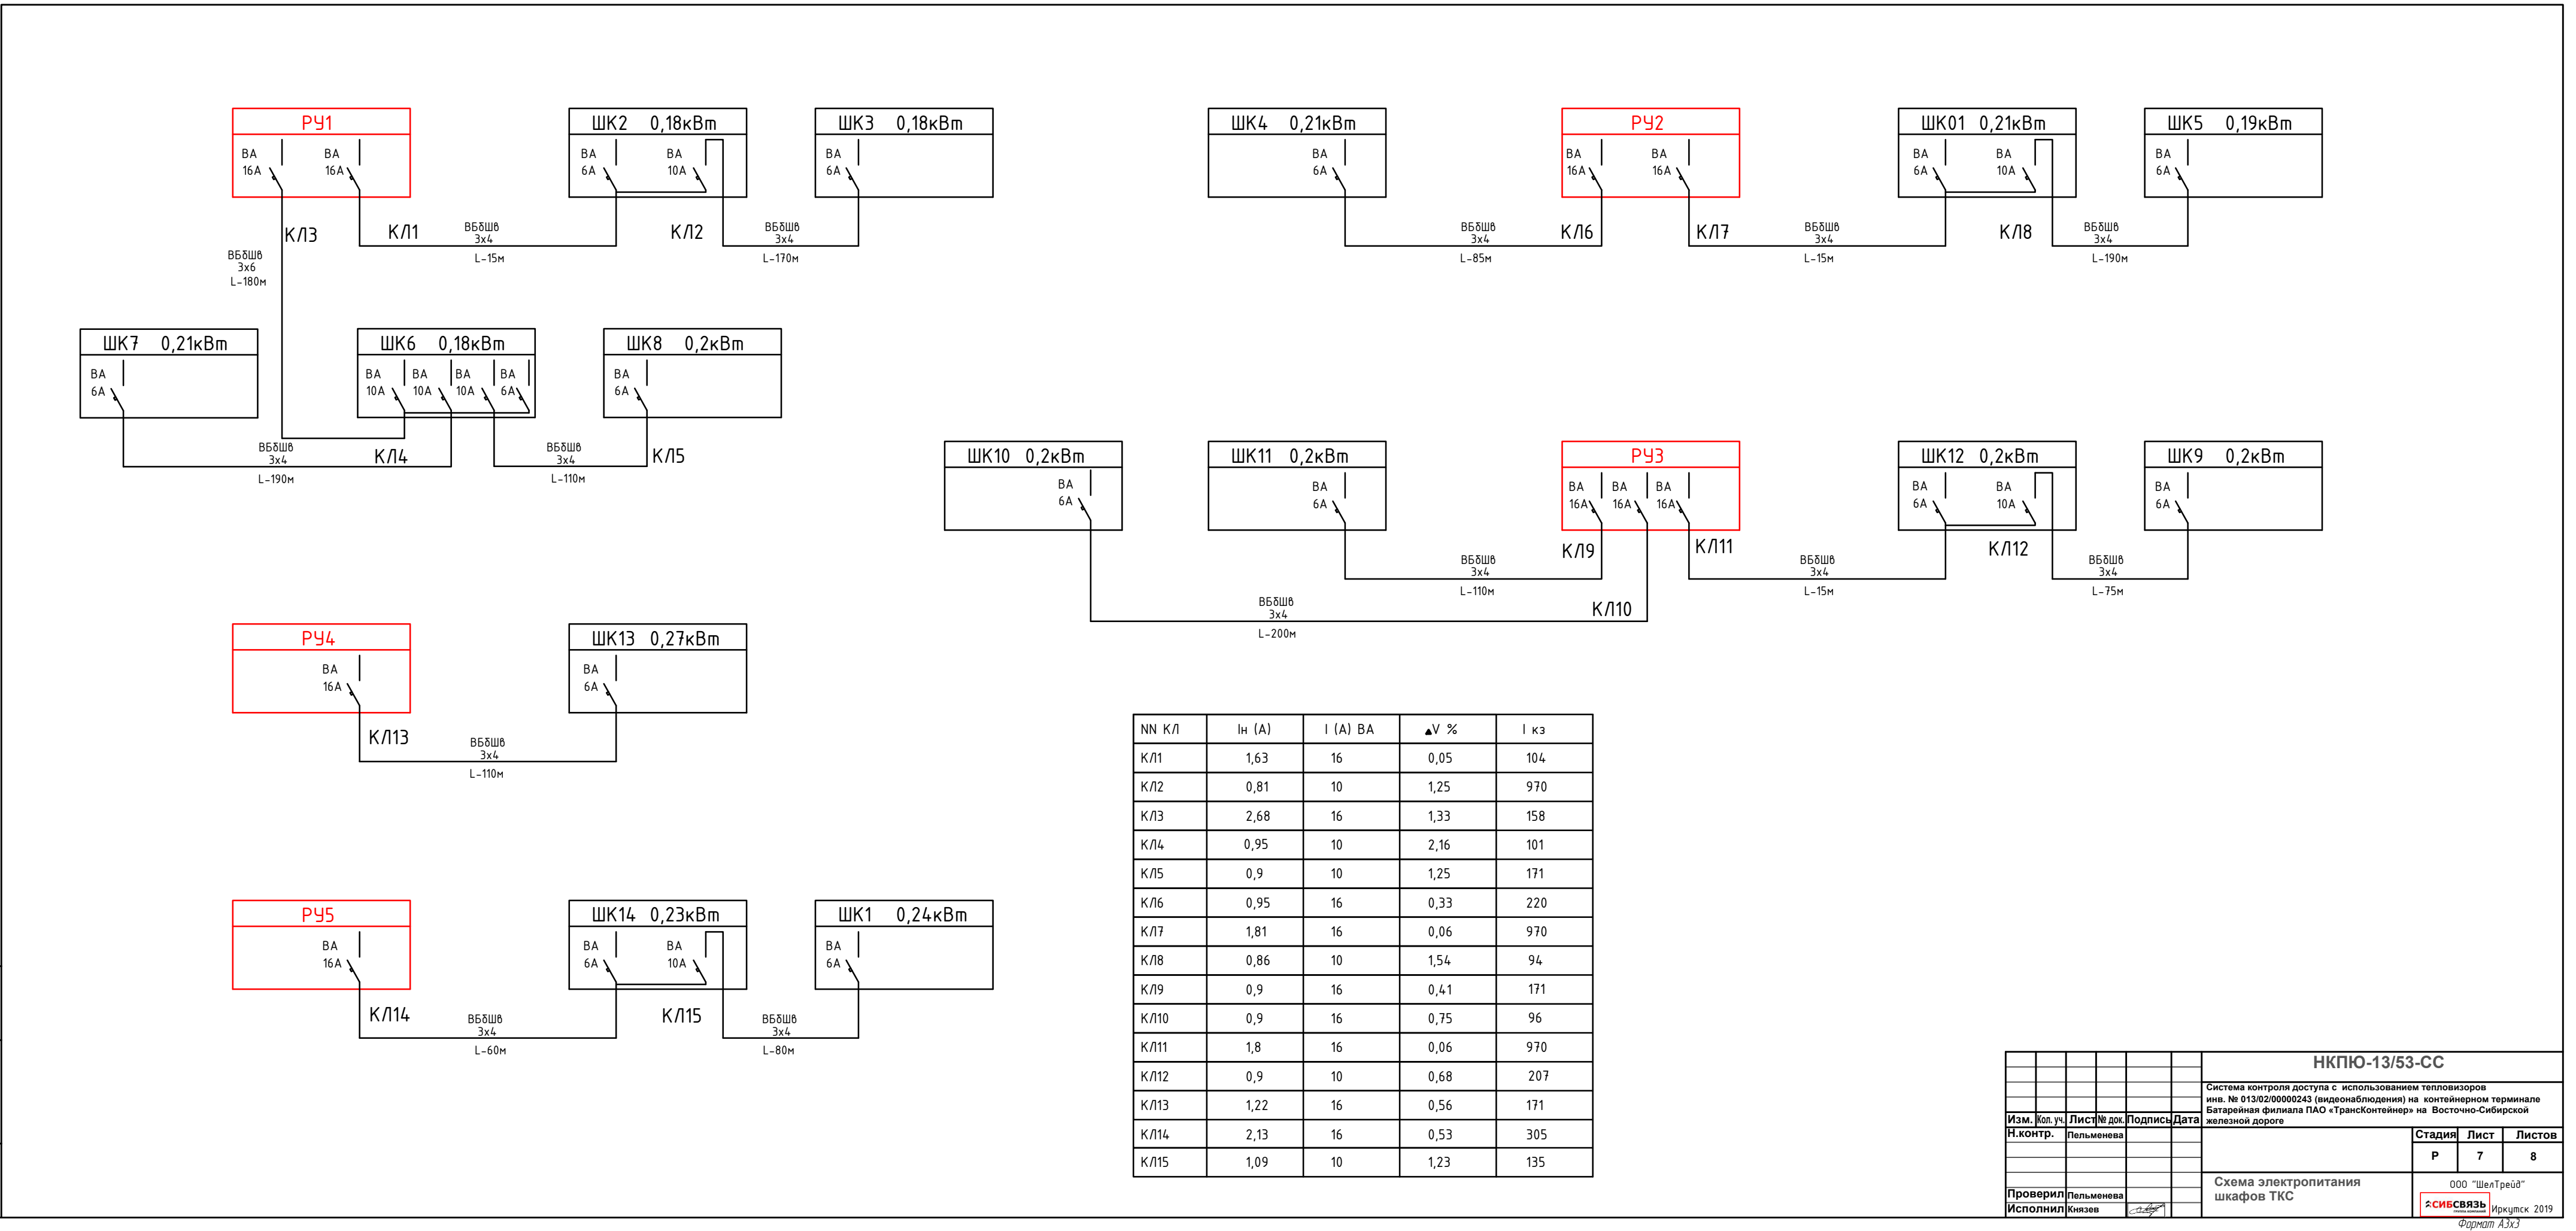 РУ1
ВА
16А
ВА
16А
КЛ3
КЛ1
ВБбШв
3х4
L-15м
ШК2 0,18кВт
ВА
6А
ВА
10А
КЛ2
ВБбШв
3х4
L-170м
ШК3 0,18кВт
ВА
6А
ВБбШв
3х6
L-180м
ШК4 0,21кВт
ВА
6А
ВБбШв
3х4
L-85м
РУ2
ВА
16А
ВА
16А
КЛ6
КЛ7
ВБбШв
3х4
L-15м
ШК01 0,21кВт
ВА
6А
ВА
10А
КЛ8
ВБбШв
3х4
L-190м
ШК5 0,19кВт
ВА
6А
ШК7 0,21кВт
ВА
6А
ВБбШв
3х4
L-190м
КЛ4
ШК6 0,18кВт
ВА
10А
ВА
10А
ВА
10А
ВА
6А
ВБбШв
3х4
L-110м
КЛ5
ШК8 0,2кВт
ВА
6А
ШК10 0,2кВт
ВА
6А
ВБбШв
3х4
L-200м
ШК11 0,2кВт
ВА
6А
ВБбШв
3х4
L-110м
РУ3
ВА
16А
ВА
16А
ВА
16А
КЛ9
КЛ10
КЛ11
ВБбШв
3х4
L-15м
ШК12 0,2кВт
ВА
6А
ВА
10А
КЛ12
ВБбШв
3х4
L-75м
ШК9 0,2кВт
ВА
6А
РУ4
ВА
16А
КЛ13
ВБбШв
3х4
L-110м
ШК13 0,27кВт
ВА
6А
РУ5
ВА
16А
КЛ14
ВБбШв
3х4
L-60м
ШК14 0,23кВт
ВА
6А
ВА
10А
КЛ15
ВБбШв
3х4
L-80м
ШК1 0,24кВт
ВА
6А
NN КЛ Iн (А) I (А) ВА ▲V % I кз
КЛ1 1,63 16 0,05 104
КЛ2 0,81 10 1,25 970
КЛ3 2,68 16 1,33 158
КЛ4 0,95 10 2,16 101
КЛ5 0,9 10 1,25 171
КЛ6 0,95 16 0,33 220
КЛ7 1,81 16 0,06 970
КЛ8 0,86 10 1,54 94
КЛ9 0,9 16 0,41 171
КЛ10 0,9 16 0,75 96
КЛ11 1,8 16 0,06 970
КЛ12 0,9 10 0,68 207
КЛ13 1,22 16 0,56 171
КЛ14 2,13 16 0,53 305
КЛ15 1,09 10 1,23 135
НКПЮ-13/53-СС
Система контроля доступа с использованием тепловизоров
инв. № 013/02/00000243 (видеонаблюдения) на контейнерном терминале
Батарейная филиала ПАО «ТрансКонтейнер» на Восточно-Сибирской
железной дороге
Изм. Кол. уч. Лист № док. Подпись Дата
Н.контр. Пельменева
Стадия Лист Листов
Р 7 8
Проверил Пельменева
Исполнил Князев
Схема электропитания
шкафов ТКС
ООО "ШелТрейд"
СИБСВЯЗЬ
Иркутск 2019
Формат А3х3